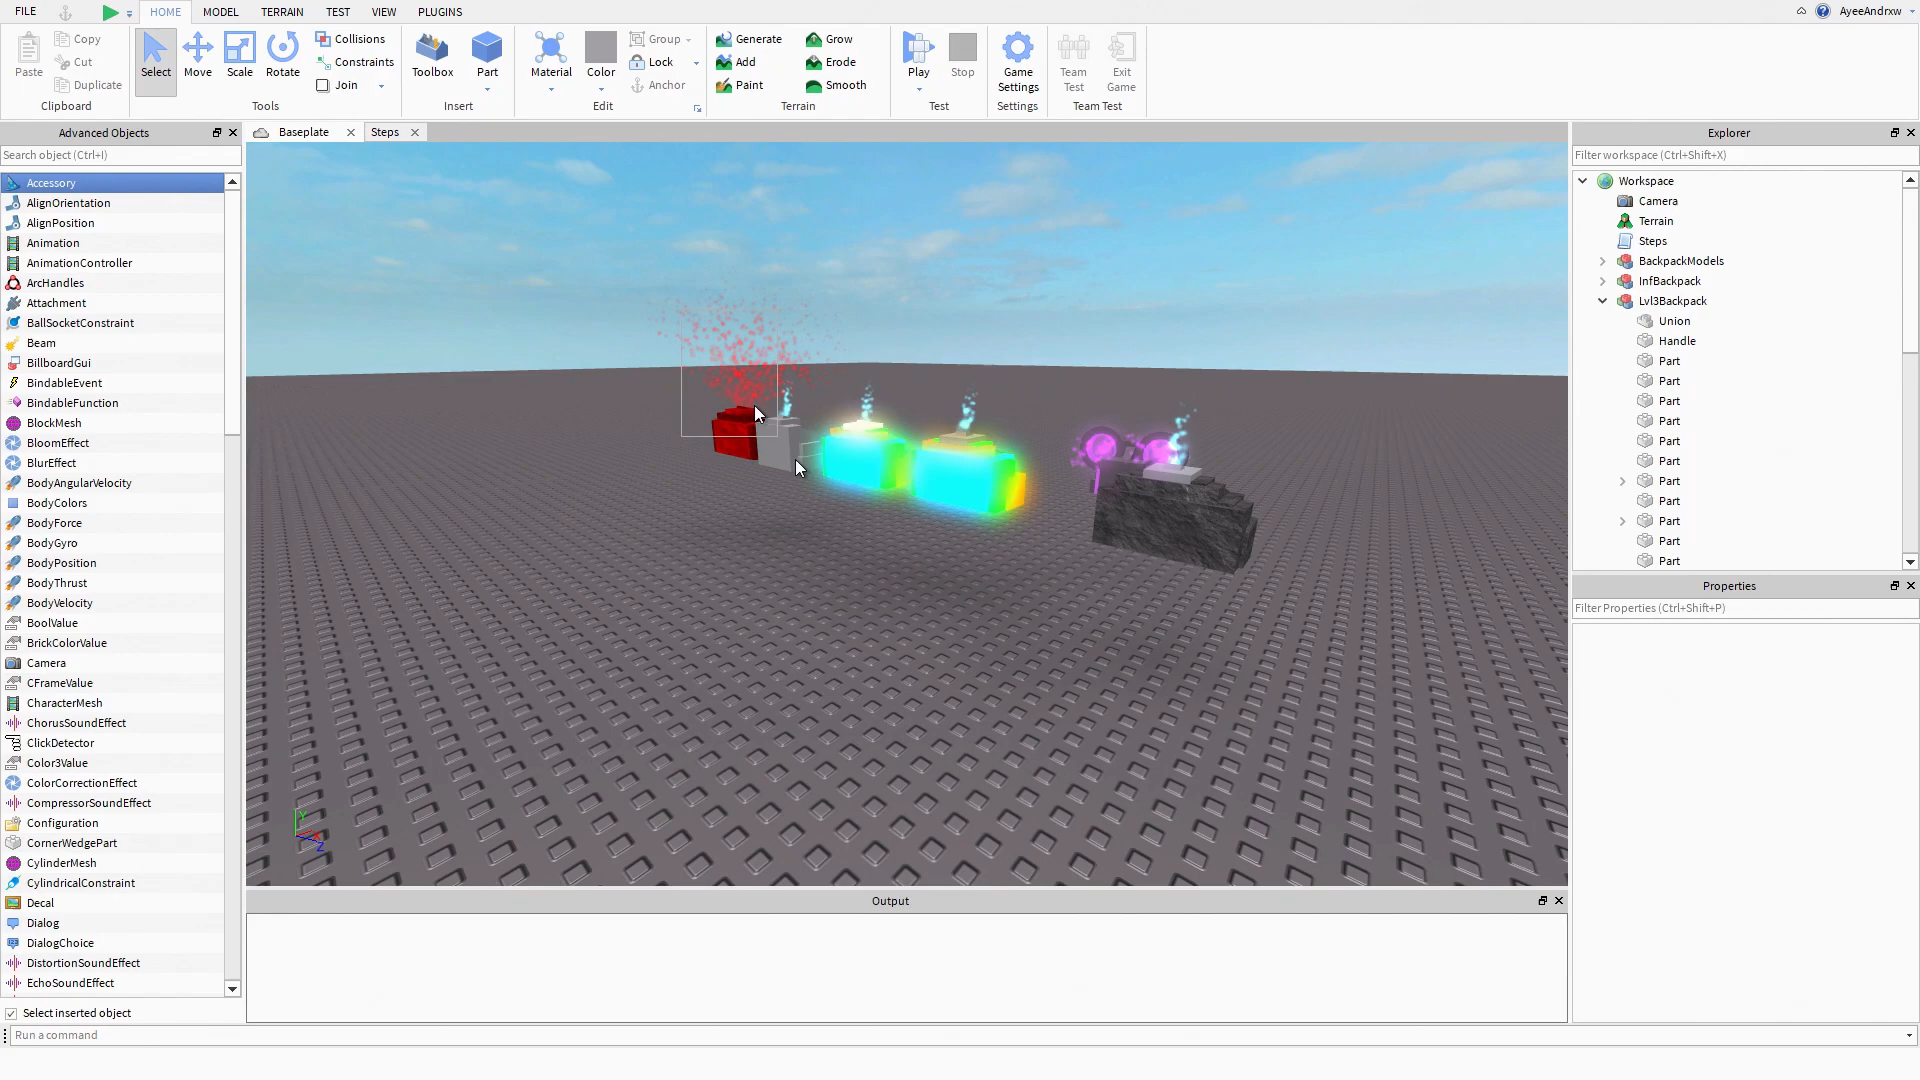 FILE HOME MODEL TERRAIN TEST VIEW PLUGINS AyeeAndrxw
Paste Copy Cut Duplicate
Select Move Scale Rotate Collisions Constraints Join
Toolbox Part
Material Color Group Lock Anchor
Generate Add Paint Grow Erode Smooth
Play Stop
Game Settings
Team Test Exit Game
Clipboard Tools Insert Edit Terrain Test Settings Team Test
Advanced Objects
Search object (Ctrl+I)
Accessory
AlignOrientation
AlignPosition
Animation
AnimationController
ArcHandles
Attachment
BallSocketConstraint
Beam
BillboardGui
BindableEvent
BindableFunction
BlockMesh
BloomEffect
BlurEffect
BodyAngularVelocity
BodyColors
BodyForce
BodyGyro
BodyPosition
BodyThrust
BodyVelocity
BoolValue
BrickColorValue
Camera
CFrameValue
CharacterMesh
ChorusSoundEffect
ClickDetector
Color3Value
ColorCorrectionEffect
CompressorSoundEffect
Configuration
CornerWedgePart
CylinderMesh
CylindricalConstraint
Decal
Dialog
DialogChoice
DistortionSoundEffect
EchoSoundEffect
Select inserted object
Run a command
Baseplate Steps
Y
Z
Output
Explorer
Filter workspace (Ctrl+Shift+X)
Workspace
Camera
Terrain
Steps
BackpackModels
InfBackpack
Lvl3Backpack
Union
Handle
Part
Part
Part
Part
Part
Part
Part
Part
Part
Part
Part
Properties
Filter Properties (Ctrl+Shift+P)